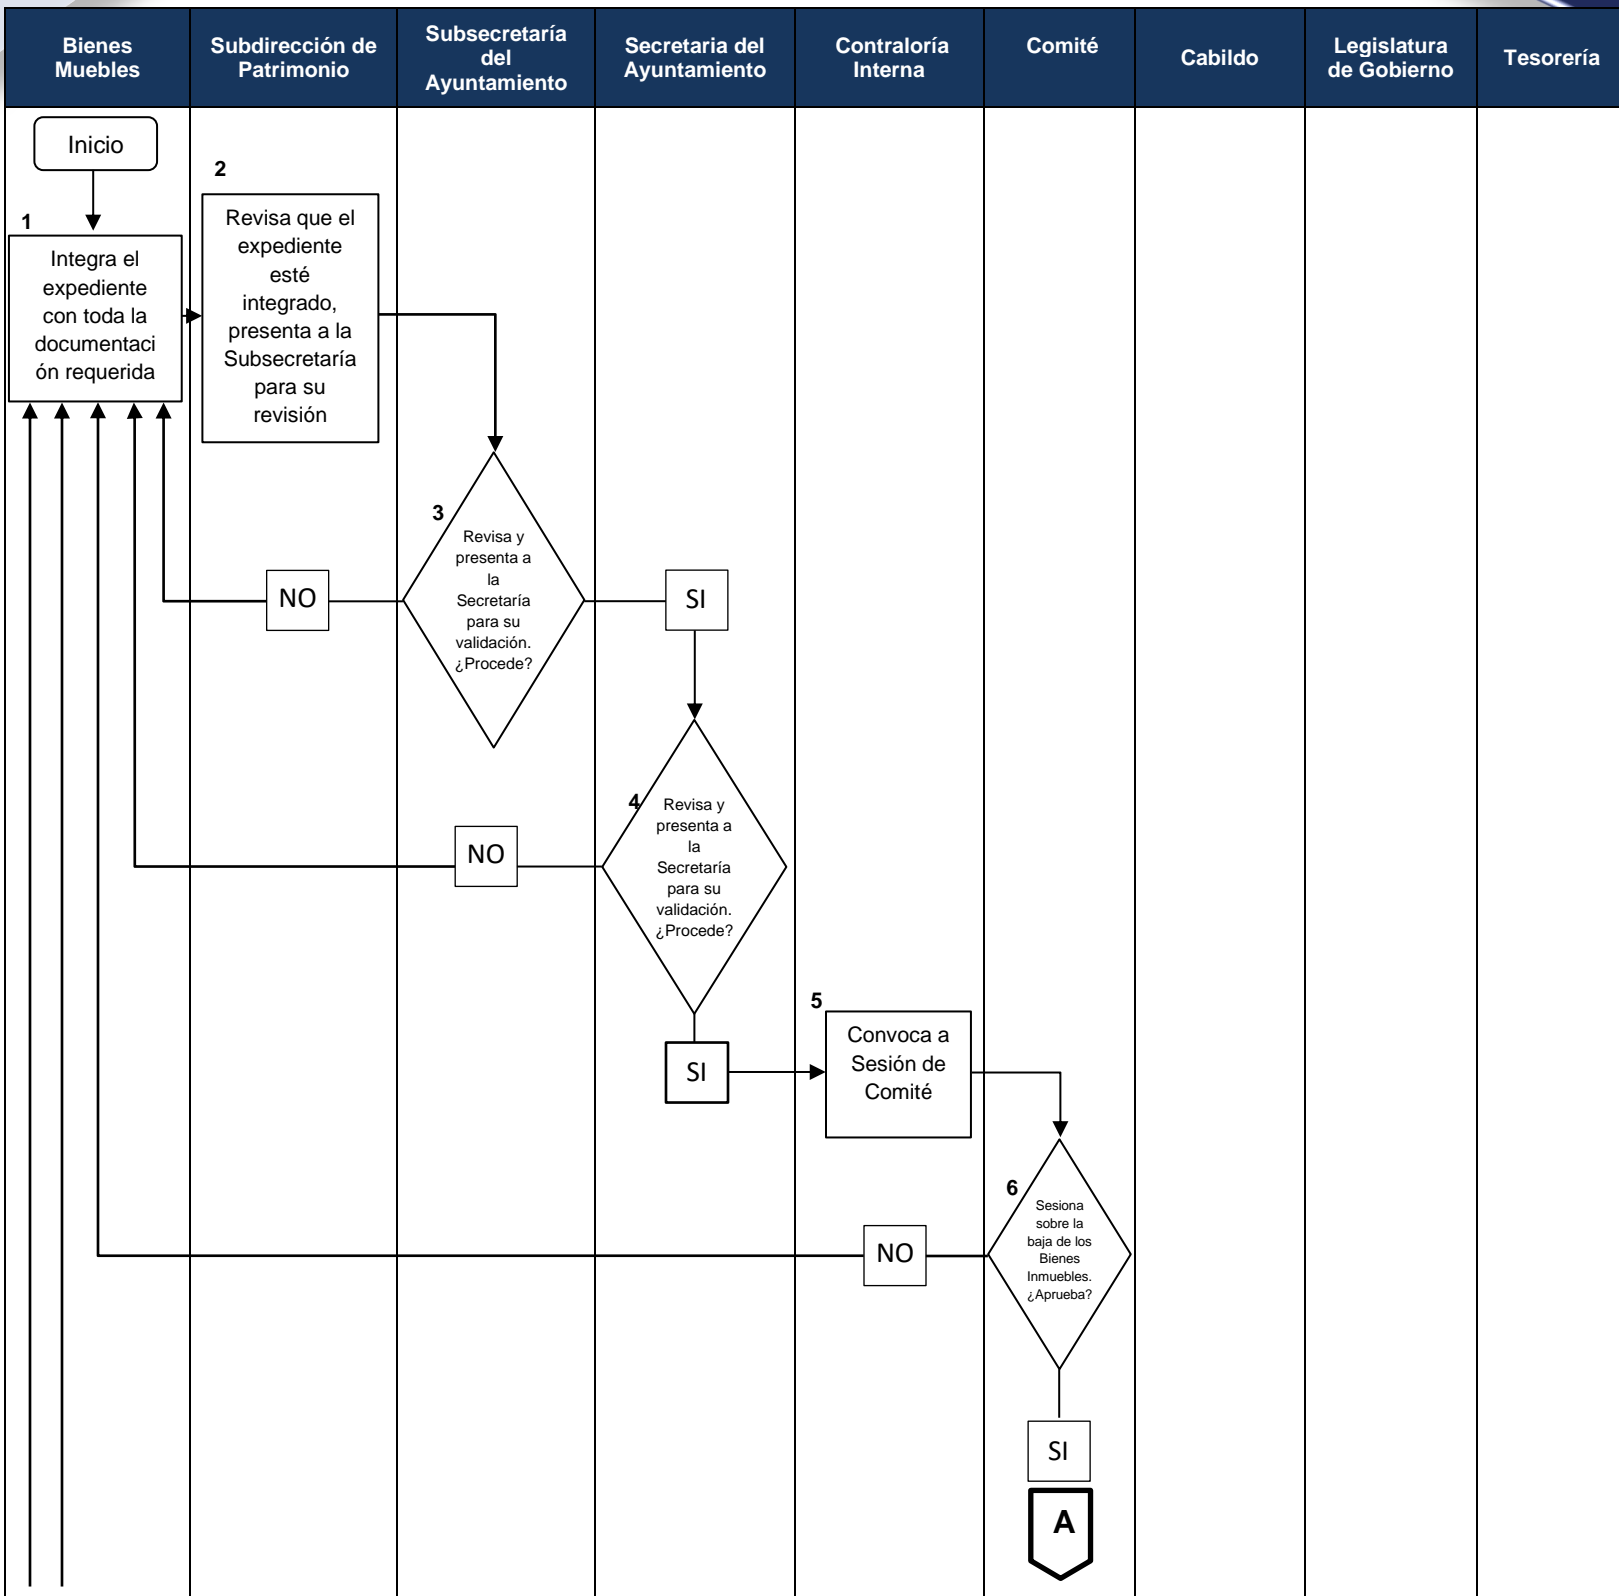 Bienes
Muebles
Subdirección de
Patrimonio
Subsecretaría
del
Ayuntamiento
Secretaria del
Ayuntamiento
Contraloría
Interna
Comité
Cabildo
Legislatura
de Gobierno
Tesorería
Inicio
1
Integra el
expediente
con toda la
documentaci
ón requerida
2
Revisa que el
expediente
esté
integrado,
presenta a la
Subsecretaría
para su
revisión
3
Revisa y
presenta a
la
Secretaría
para su
validación.
¿Procede?
NO
SI
4
Revisa y
presenta a
la
Secretaría
para su
validación.
¿Procede?
NO
SI
5
Convoca a
Sesión de
Comité
6
Sesiona
sobre la
baja de los
Bienes
Inmuebles.
¿Aprueba?
NO
SI
A